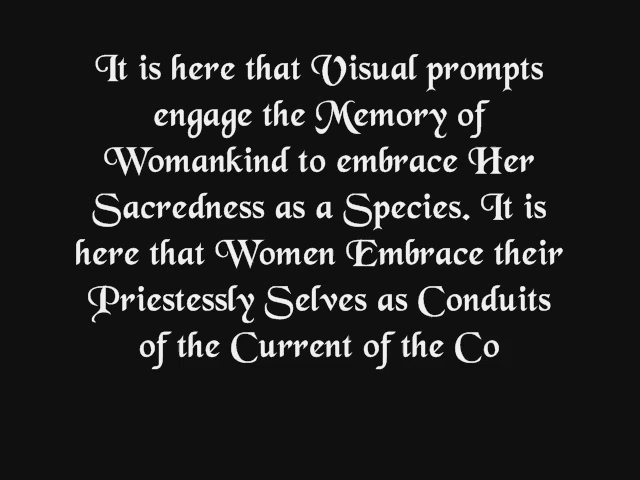 It is here that Visual prompts
engage the Memory of
Womankind to embrace Her
Sacredness as a Species. It is
here that Women Embrace their
Priestessly Selves as Conduits
of the Current of the Co